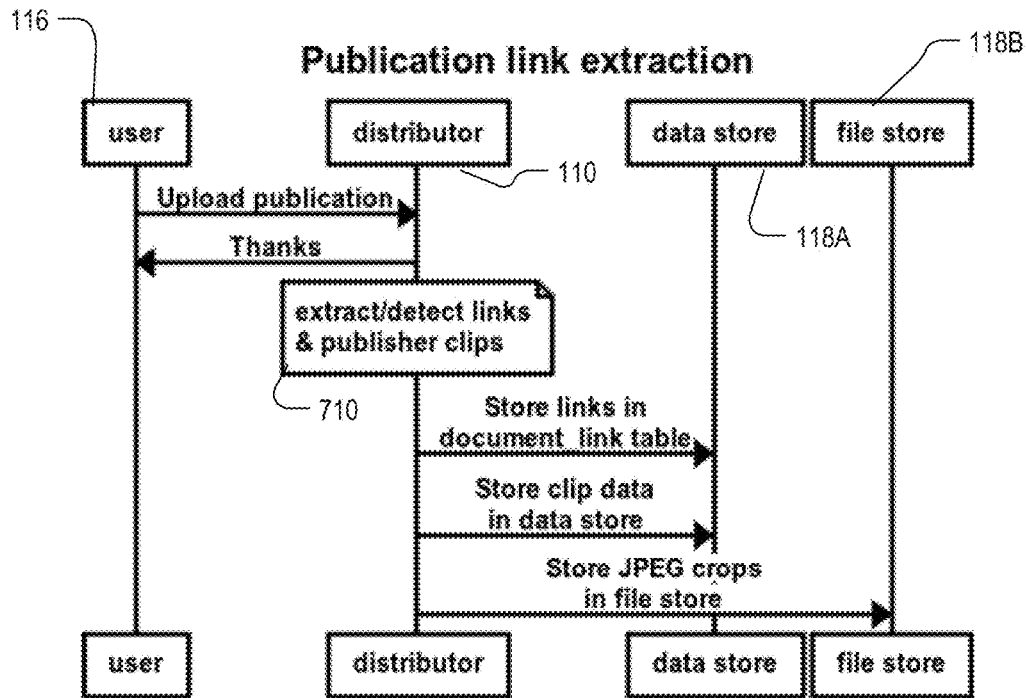 116
118B
Publication link extraction
user
distributor
data store
file store
110
118A
Upload publication
Thanks
extract/detect links
& publisher clips
710
Store links in
document_link table
Store clip data
in data store
Store JPEG crops
in file store
user
distributor
data store
file store